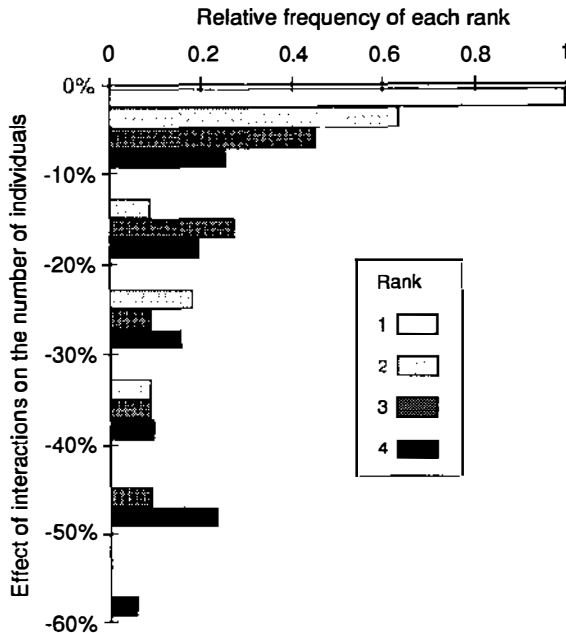 Relative frequency of each rank
0 0.2 0.4 0.6 0.8 1
Effect of interactions on the number of individuals
0%
-10%
-20%
-30%
-40%
-50%
-60%
Rank
1
2
3
4